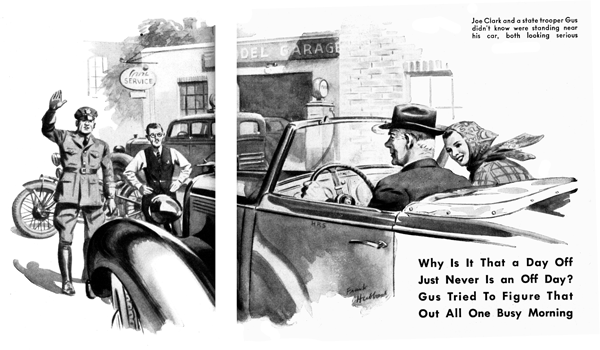 Joe Clark and a state trooper Gus
didn't know were standing near
his car, both looking serious
DEL GARAGE
SERVICE
Why Is It That a Day Off
Just Never Is an Off Day?
Gus Tried To Figure That
Out All One Busy Morning